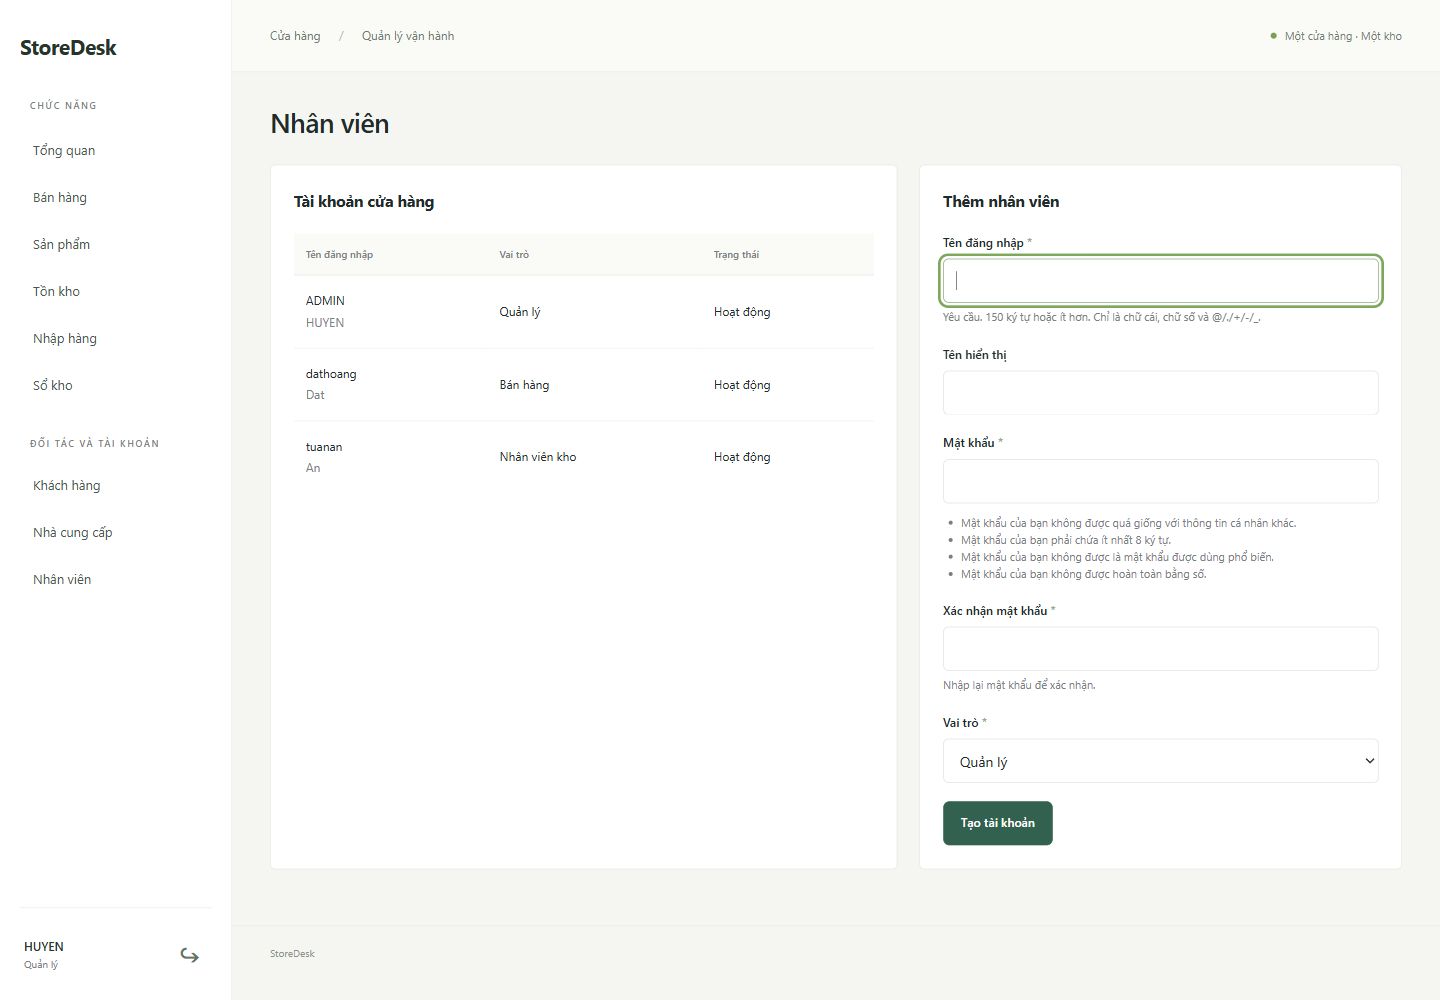 StoreDesk
CHỨC NĂNG
Tổng quan
Bán hàng
Sản phẩm
Tồn kho
Nhập hàng
Sổ kho
ĐỐI TÁC VÀ TÀI KHOẢN
Khách hàng
Nhà cung cấp
Nhân viên
HUYEN
Quản lý
Cửa hàng / Quản lý vận hành
Một cửa hàng · Một kho
Nhân viên
Tài khoản cửa hàng
Tên đăng nhập Vai trò Trạng thái
ADMIN
HUYEN
Quản lý
Hoạt động
dathoang
Dat
Bán hàng
Hoạt động
tuanan
An
Nhân viên kho
Hoạt động
Thêm nhân viên
Tên đăng nhập *
Yêu cầu. 150 ký tự hoặc ít hơn. Chỉ là chữ cái, chữ số và @/./+/-/_.
Tên hiển thị
Mật khẩu *
Mật khẩu của bạn không được quá giống với thông tin cá nhân khác.
Mật khẩu của bạn phải chứa ít nhất 8 ký tự.
Mật khẩu của bạn không được là mật khẩu được dùng phổ biến.
Mật khẩu của bạn không được hoàn toàn bằng số.
Xác nhận mật khẩu *
Nhập lại mật khẩu để xác nhận.
Vai trò *
Quản lý
Tạo tài khoản
StoreDesk